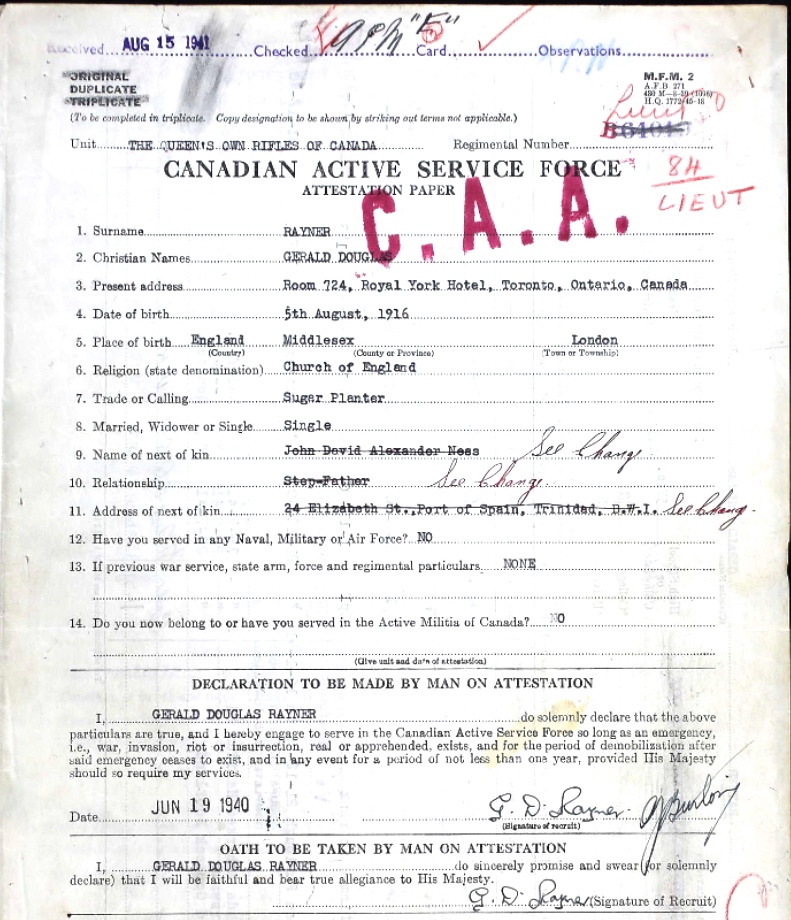 Received AUG 15 1941 Checked Card Observations
ORIGINAL
DUPLICATE
TRIPLICATE
M.F.M. 2
A.F.B 271
H.Q. 1772-45-18
(To be completed in triplicate. Copy designation to be shown by striking out terms not applicable.)
Lieut
Unit THE QUEEN'S OWN RIFLES OF CANADA Regimental Number
CANADIAN ACTIVE SERVICE FORCE
84
LIEUT
ATTESTATION PAPER
C.A.A.
1. Surname RAYNER
2. Christian Names GERALD DOUGLAS
3. Present address Room 724, Royal York Hotel, Toronto, Ontario, Canada
4. Date of birth 5th August, 1916
5. Place of birth England Middlesex London
(Country) (County or Province) (Town or Township)
6. Religion (state denomination) Church of England
7. Trade or Calling Sugar Planter
8. Married, Widower or Single Single
9. Name of next of kin John David Alexander Ness See Change
10. Relationship Step-Father See Change.
11. Address of next of kin 24 Elizabeth St., Port of Spain, Trinidad, B.W.I. See Change.
12. Have you served in any Naval, Military or Air Force? NO
13. If previous war service, state arm, force and regimental particulars NONE
14. Do you now belong to or have you served in the Active Militia of Canada? NO
(Give unit and date of attestation)
DECLARATION TO BE MADE BY MAN ON ATTESTATION
I, GERALD DOUGLAS RAYNER do solemnly declare that the above
particulars are true, and I hereby engage to serve in the Canadian Active Service Force so long as an emergency,
i.e., war, invasion, riot or insurrection, real or apprehended, exists, and for the period of demobilization after
said emergency ceases to exist, and in any event for a period of not less than one year, provided His Majesty
should so require my services.
Date JUN 19 1940 G. D. Rayner.
(Signature of recruit)
OATH TO BE TAKEN BY MAN ON ATTESTATION
I, GERALD DOUGLAS RAYNER do sincerely promise and swear (or solemnly
declare) that I will be faithful and bear true allegiance to His Majesty.
G. D. Rayner (Signature of Recruit)